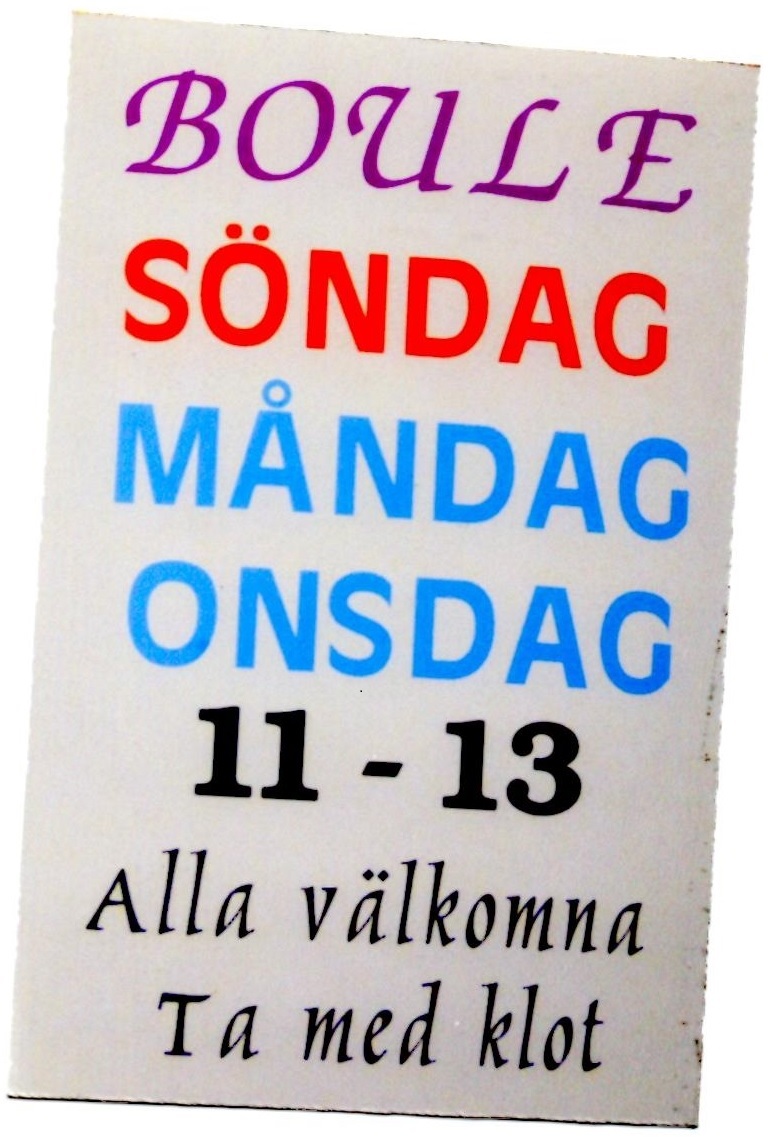 BOULE
SÖNDAG
MÅNDAG
ONSDAG
11 - 13
Alla välkomna
Ta med klot